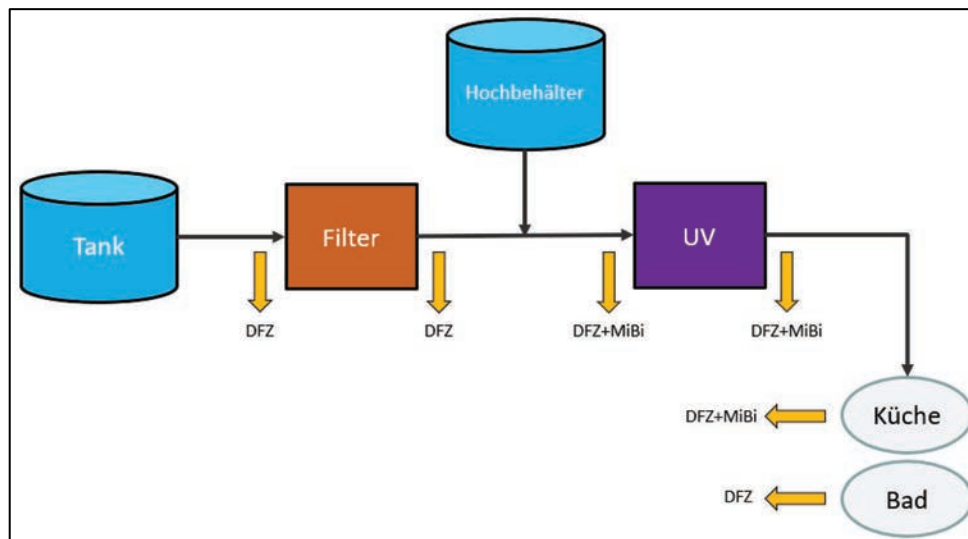 Hochbehälter
Tank
Filter
UV
DFZ
DFZ
DFZ+MiBi
DFZ+MiBi
DFZ+MiBi
Küche
DFZ
Bad